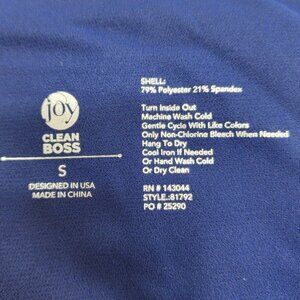 joy
CLEAN
BOSS
S
DESIGNED IN USA
MADE IN CHINA
SHELL:
79% Polyester 21% Spandex
Turn Inside Out
Machine Wash Cold
Gentle Cycle With Like Colors
Only Non-Chlorine Bleach When Needed
Hang To Dry
Cool Iron If Needed
Or Hand Wash Cold
Or Dry Clean
RN # 143044
STYLE.:81792
PO # 25290